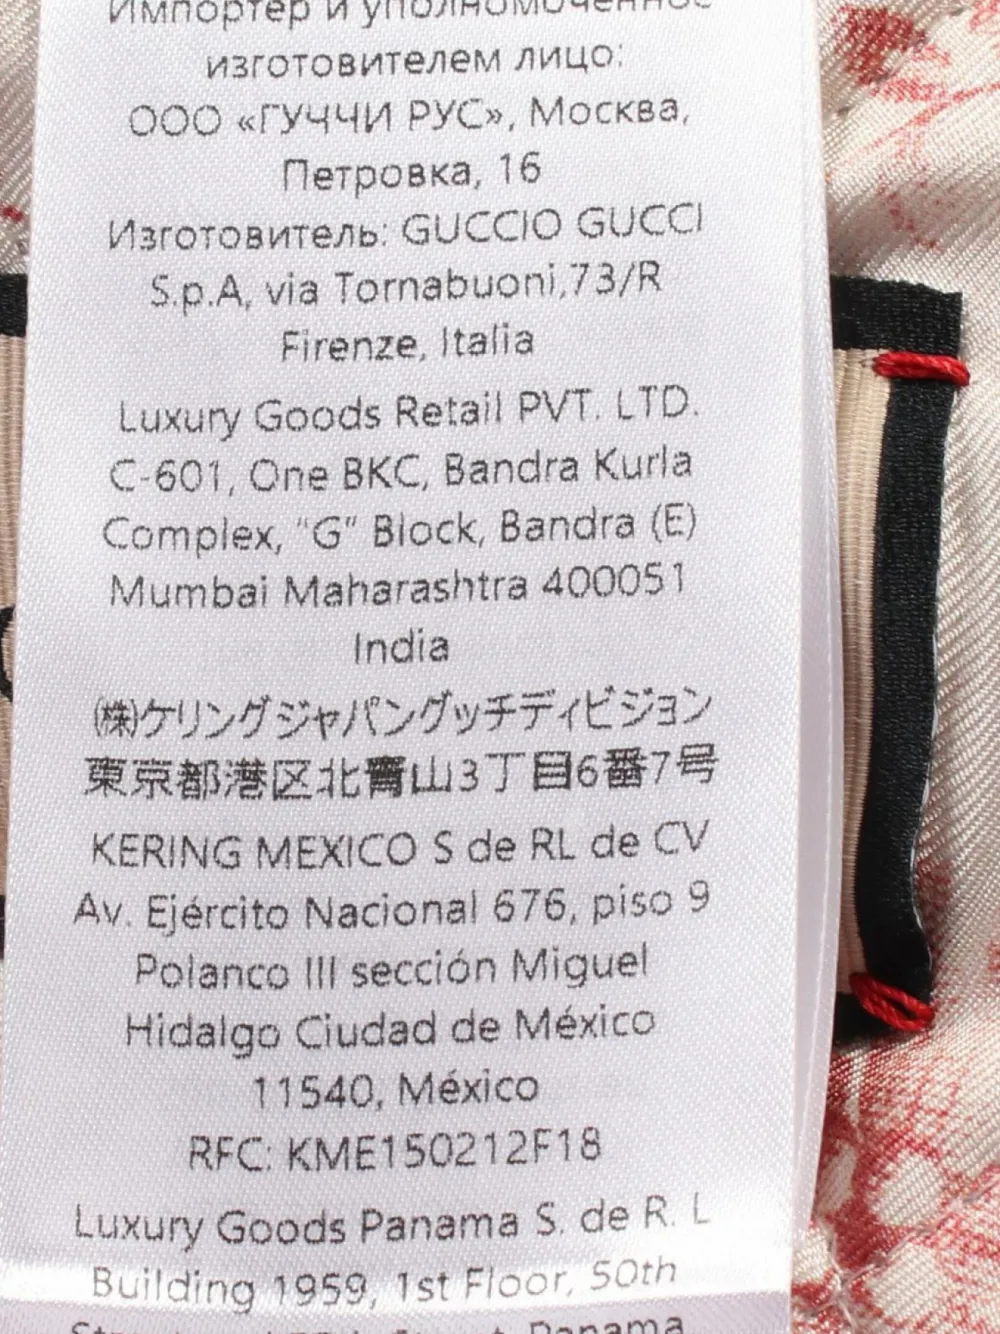 Импортер и уполномоченное
изготовителем лицо:
ООО «ГУЧЧИ РУС», Москва,
Петровка, 16
Изготовитель: GUCCIO GUCCI
S.p.A, via Tornabuoni,73/R
Firenze, Italia
Luxury Goods Retail PVT. LTD.
C-601, One BKC, Bandra Kurla
Complex, "G" Block, Bandra (E)
Mumbai Maharashtra 400051
India
㈱ケリングジャパングッチディビジョン
東京都港区北青山3丁目6番7号
KERING MEXICO S de RL de CV
Av. Ejército Nacional 676, piso 9
Polanco III sección Miguel
Hidalgo Ciudad de México
11540, México
RFC: KME150212F18
Luxury Goods Panama S. de R. L
Building 1959, 1st Floor, 50th
Panama